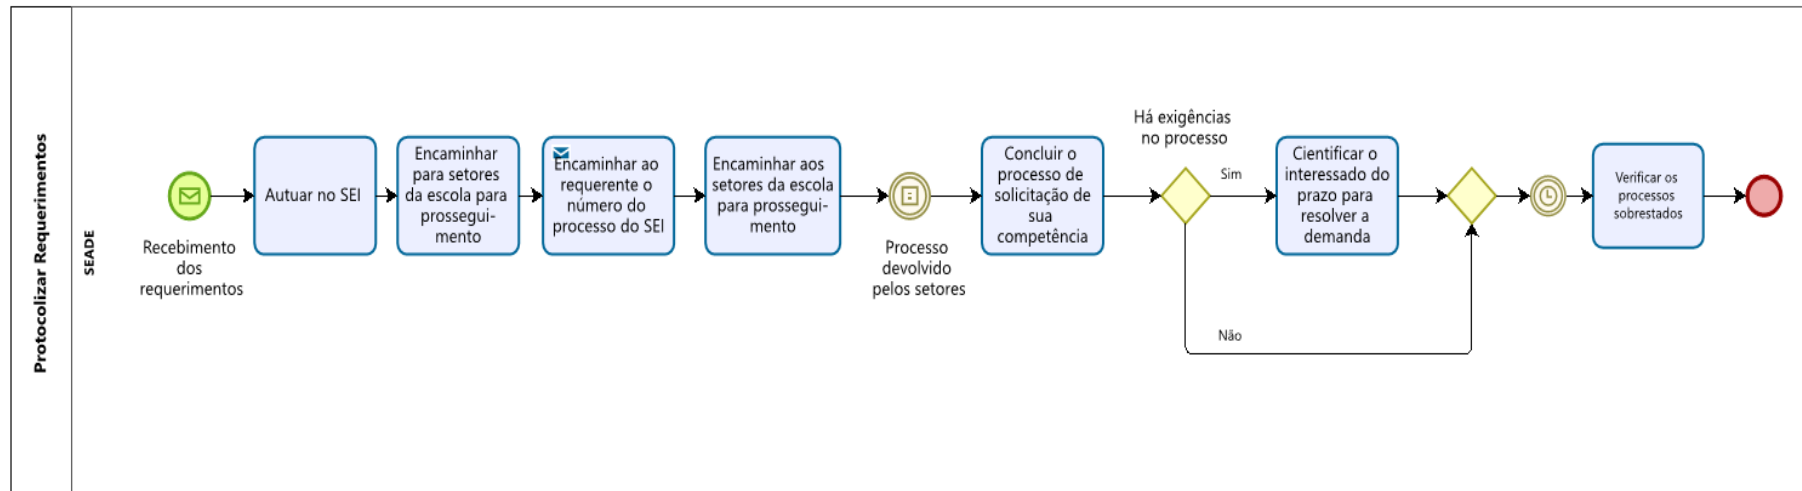 Protocolizar Requerimentos
SEADE
Recebimento
dos
requerimentos
Autuar no SEI
Encaminhar
para setores
da escola para
prossegui-
mento
Encaminhar ao
requerente o
número do
processo do SEI
Encaminhar aos
setores da escola
para prossegui-
mento
Processo
devolvido
pelos setores
Concluir o
processo de
solicitação de
sua
competência
Há exigências
no processo
Sim
Não
Cientificar o
interessado do
prazo para
resolver a
demanda
Verificar os
processos
sobrestados